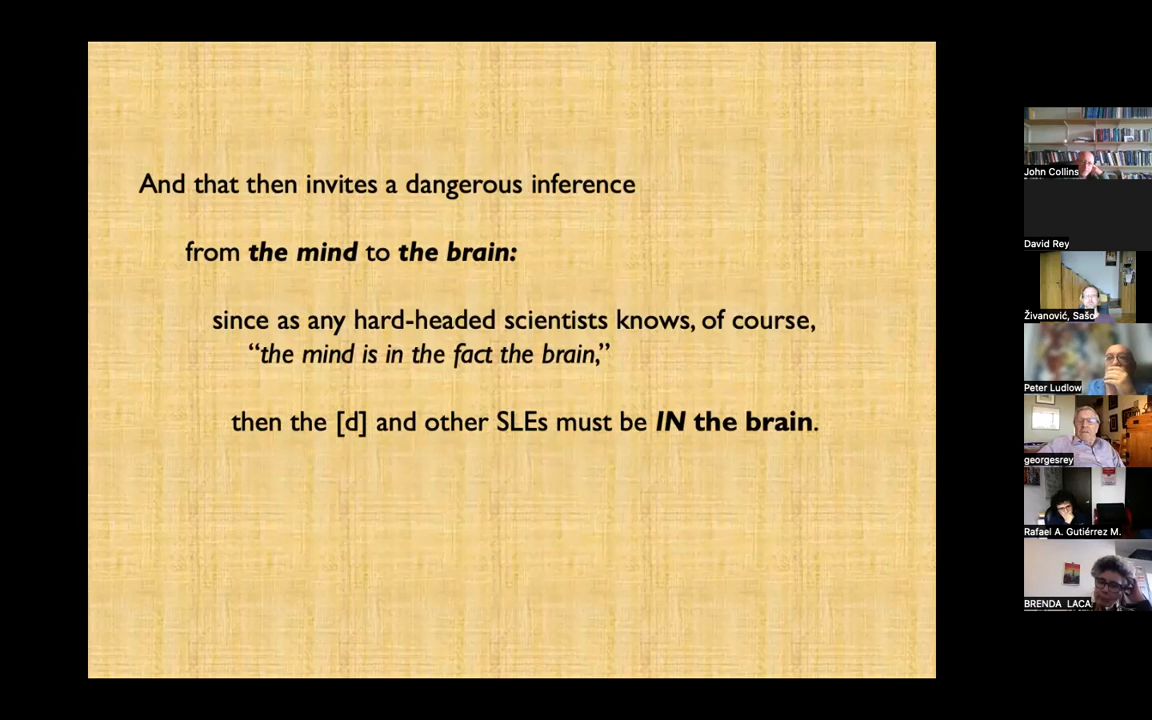 And that then invites a dangerous inference
from the mind to the brain:
since as any hard-headed scientists knows, of course,
“the mind is in the fact the brain,”
then the [d] and other SLEs must be IN the brain.
John Collins
David Rey
Živanović, Sašo
Peter Ludlow
georgesrey
Rafael A. Gutiérrez M.
BRENDA LACA